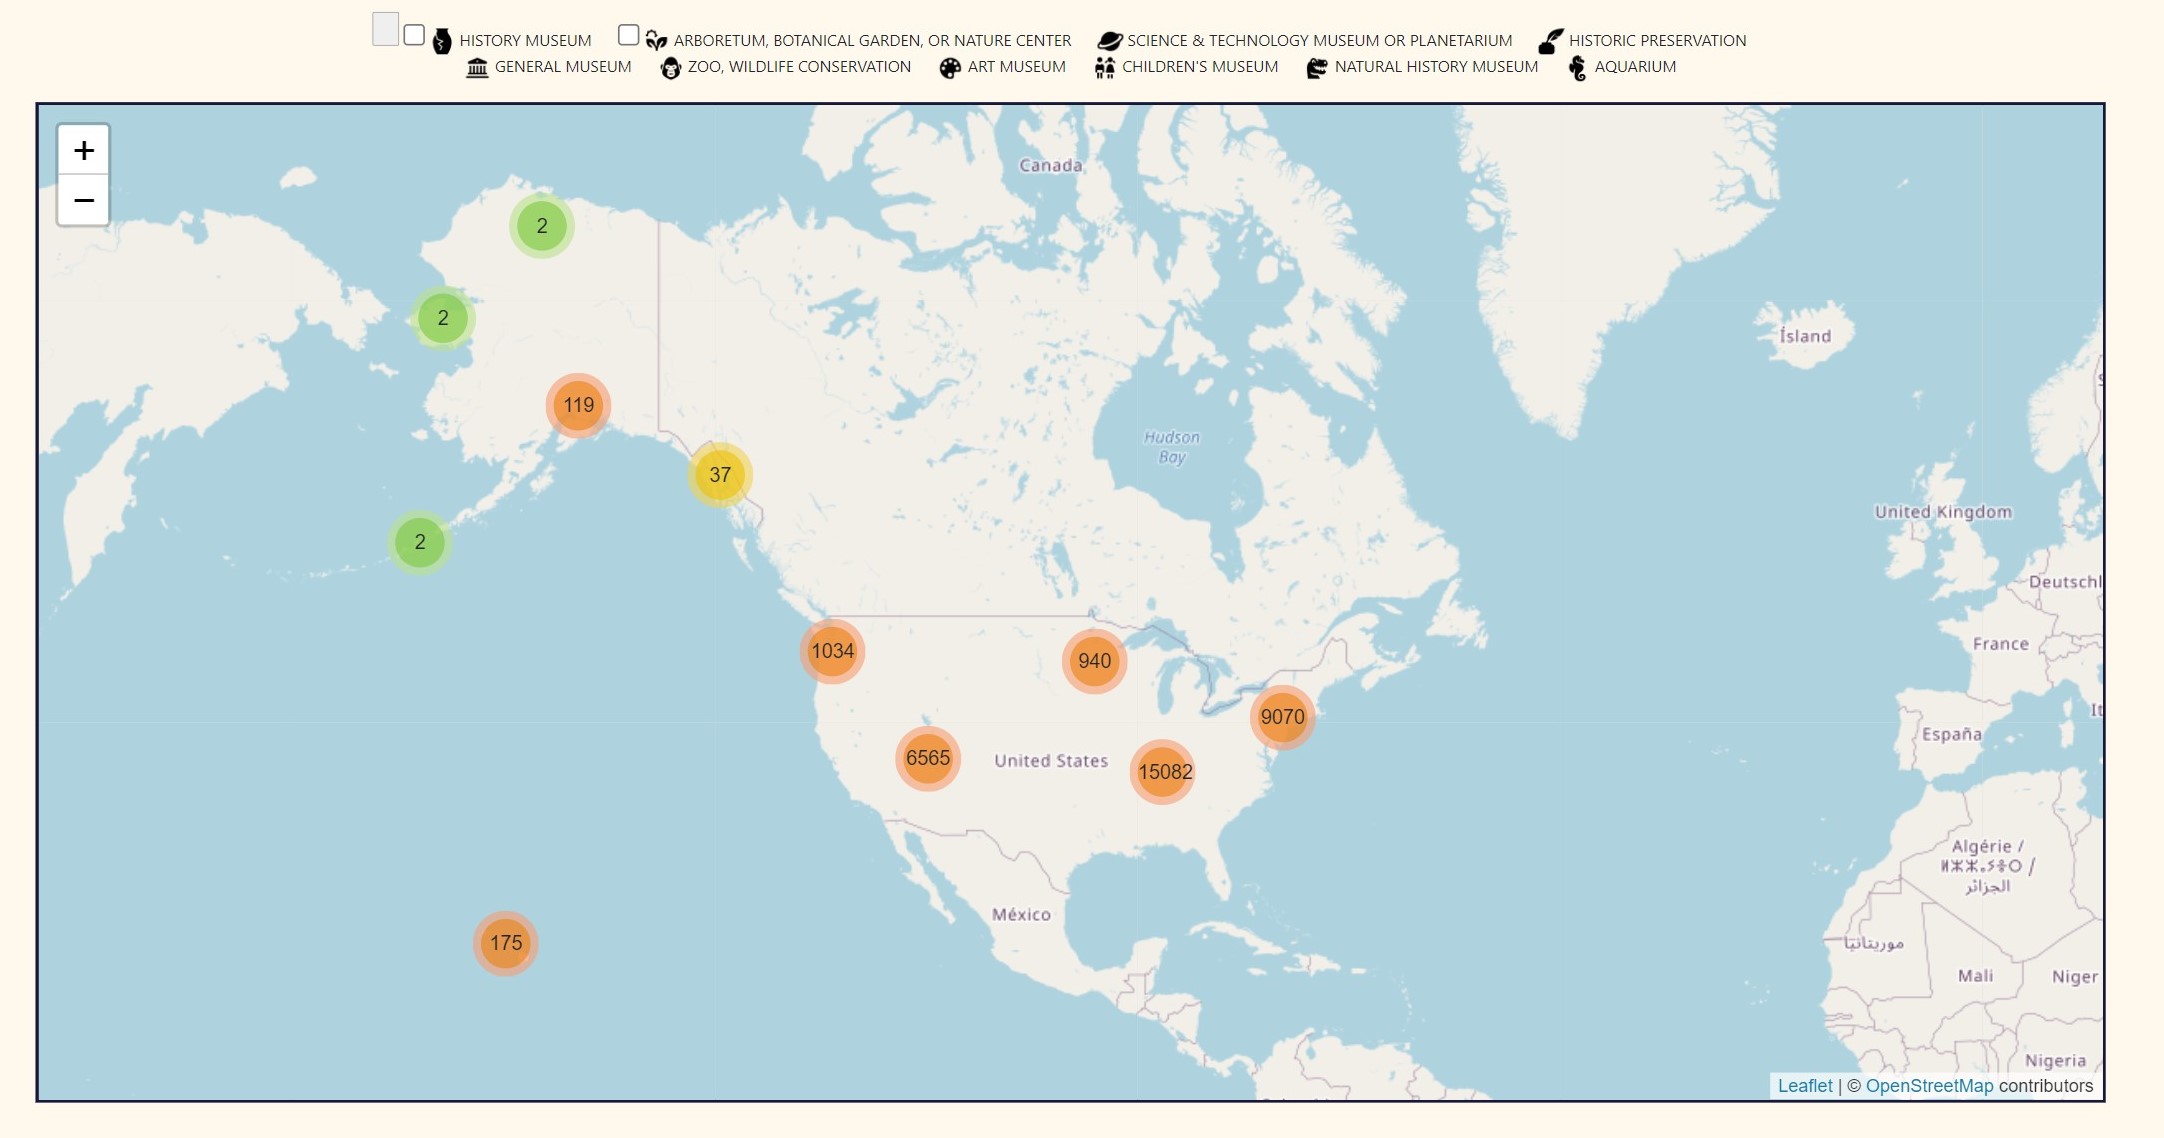 HISTORY MUSEUM ARBORETUM, BOTANICAL GARDEN, OR NATURE CENTER SCIENCE & TECHNOLOGY MUSEUM OR PLANETARIUM HISTORIC PRESERVATION
GENERAL MUSEUM ZOO, WILDLIFE CONSERVATION ART MUSEUM CHILDREN'S MUSEUM NATURAL HISTORY MUSEUM AQUARIUM
+
−
Canada
2
2
Ísland
119
Hudson
Bay
37
United Kingdom
2
Deutschl
France
1034
940
9070
It
España
6565
United States
15082
Algérie /
ⵍⵣⵣⴰⵢⴻⵔ /
الجزائر
México
175
موريتانيا
Mali
Niger
Nigeria
Leaflet | © OpenStreetMap contributors